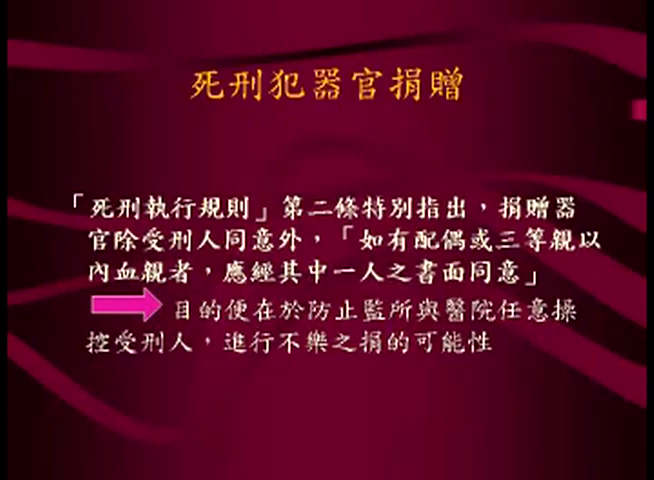 死刑犯器官捐贈
「死刑執行規則」第二條特別指出，捐贈器
官除受刑人同意外，「如有配偶或三等親以
內血親者，應經其中一人之書面同意」
目的便在於防止監所與醫院任意操
控受刑人，進行不樂之捐的可能性